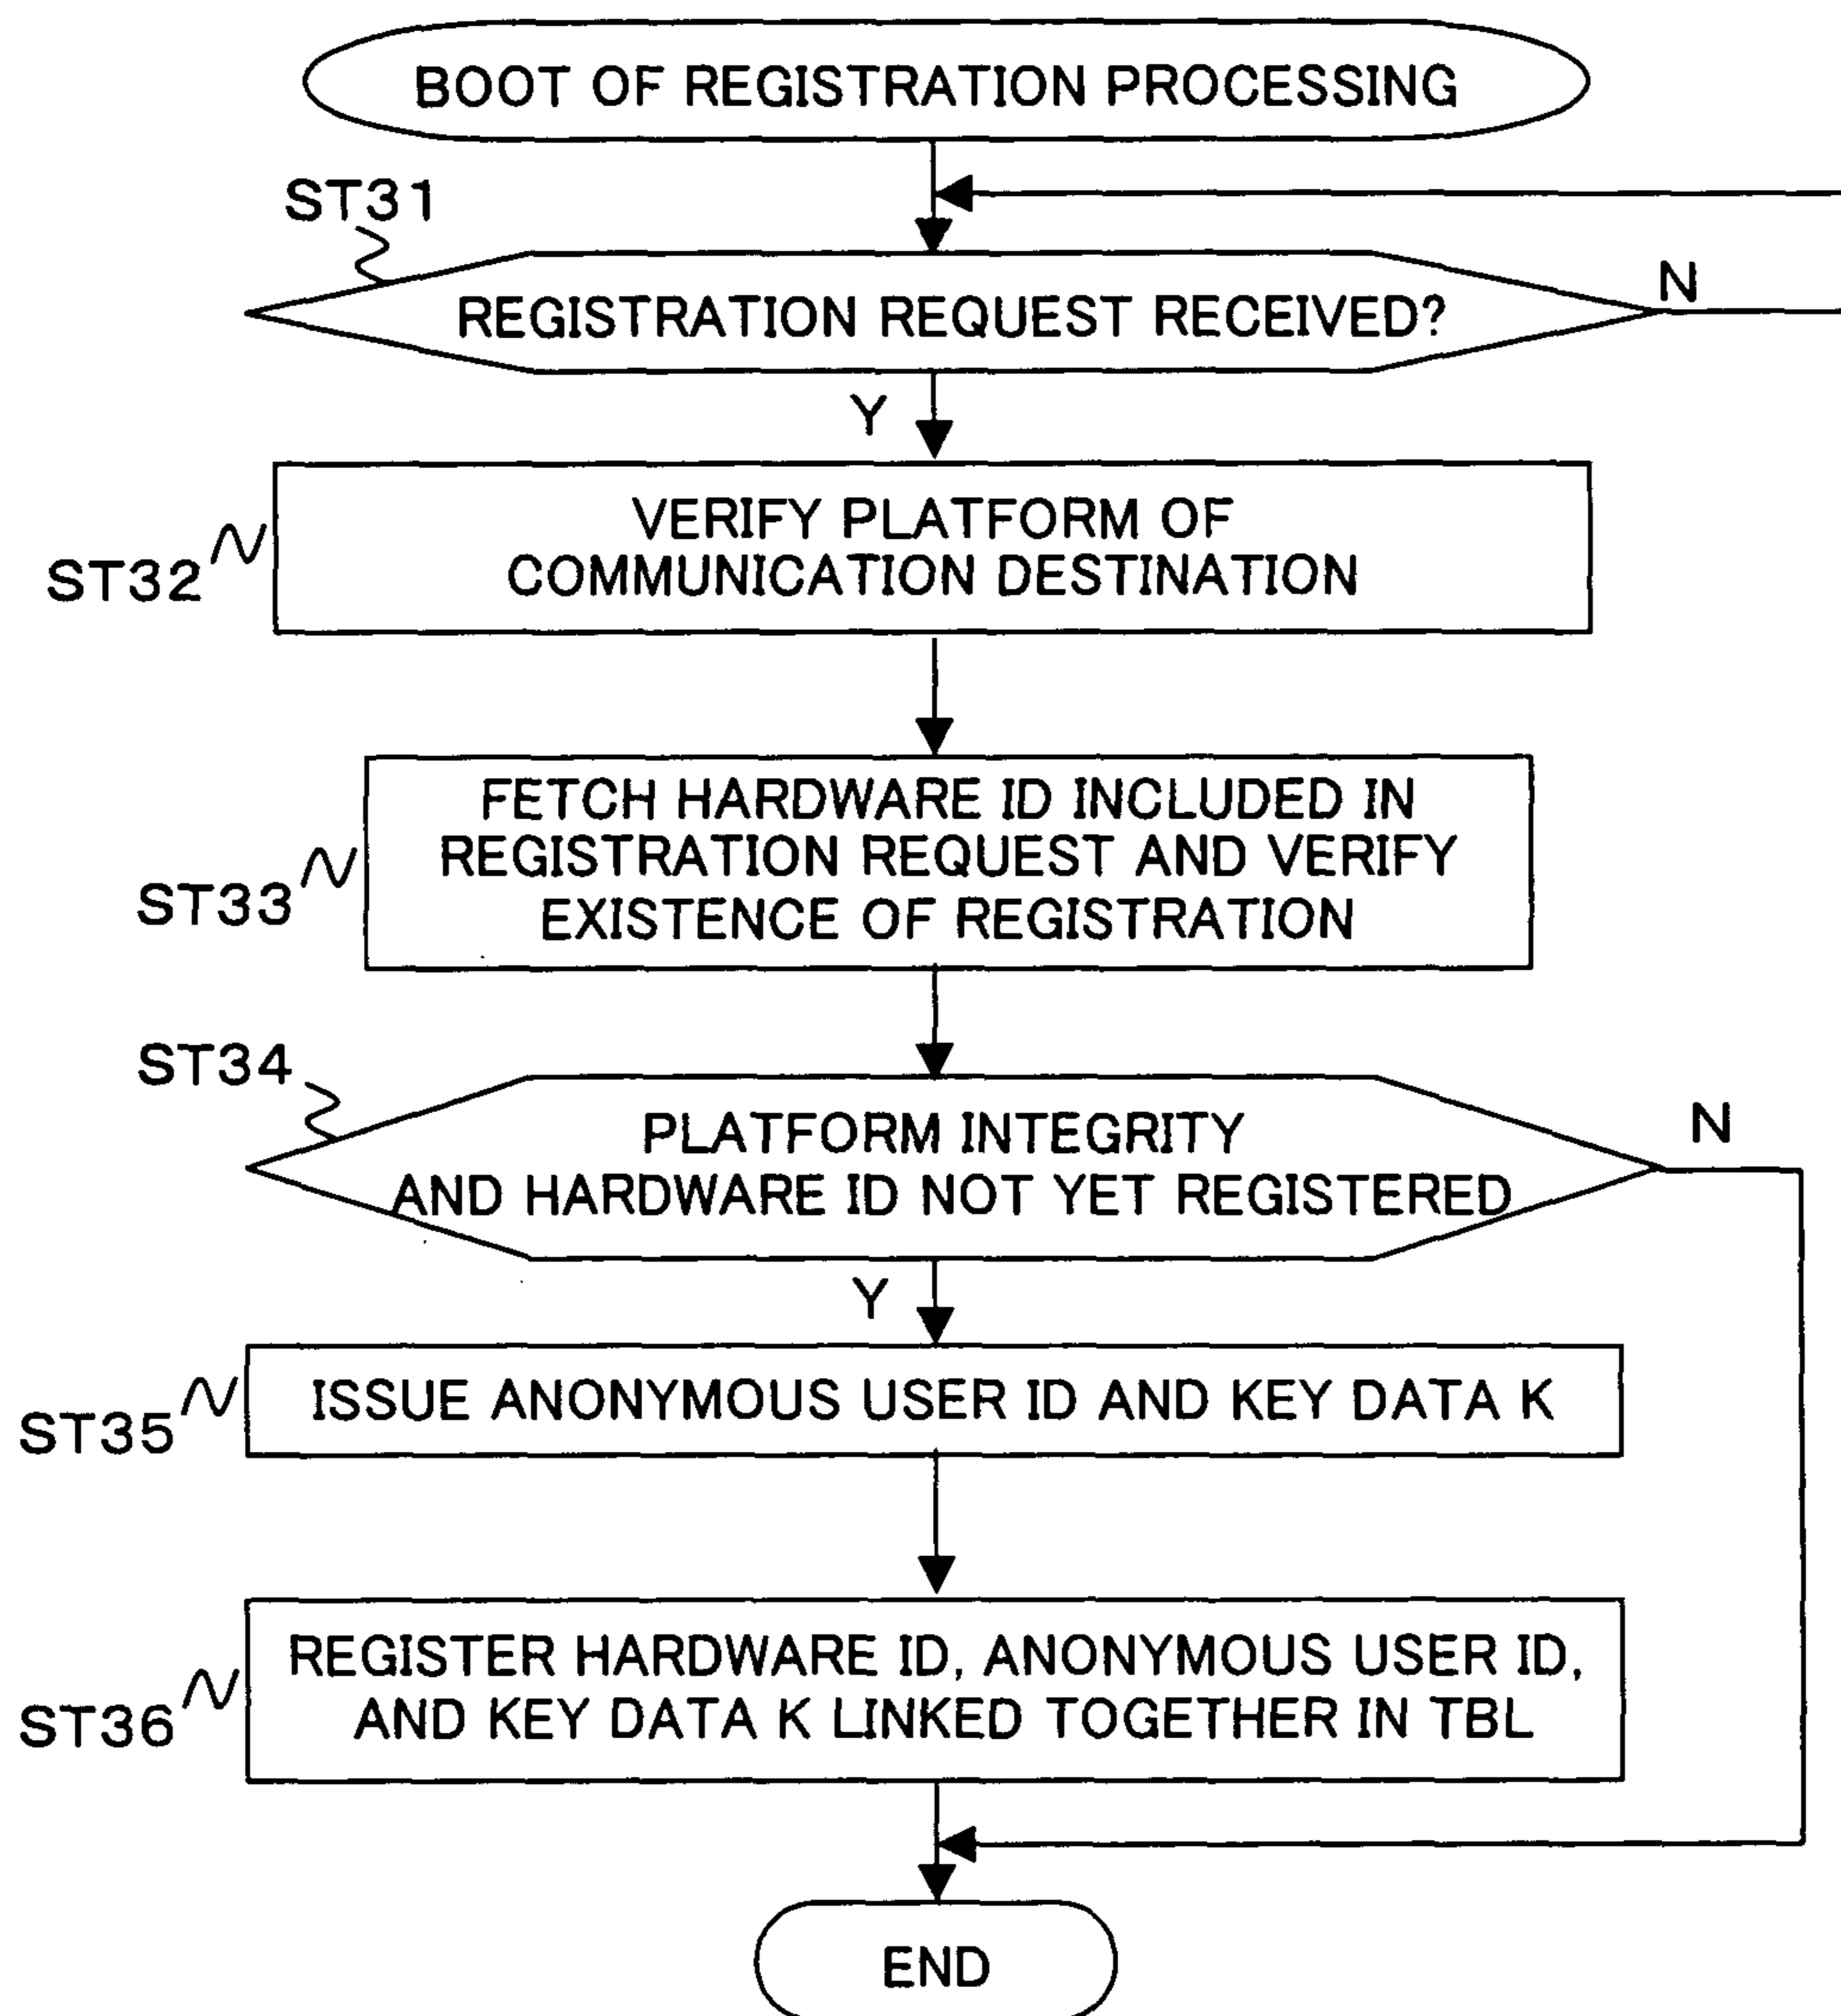 BOOT OF REGISTRATION PROCESSING
ST31
REGISTRATION REQUEST RECEIVED?
N
Y
VERIFY PLATFORM OF
COMMUNICATION DESTINATION
ST32
FETCH HARDWARE ID INCLUDED IN
REGISTRATION REQUEST AND VERIFY
EXISTENCE OF REGISTRATION
ST33
ST34
PLATFORM INTEGRITY
AND HARDWARE ID NOT YET REGISTERED
N
Y
ISSUE ANONYMOUS USER ID AND KEY DATA K
ST35
REGISTER HARDWARE ID, ANONYMOUS USER ID,
AND KEY DATA K LINKED TOGETHER IN TBL
ST36
END